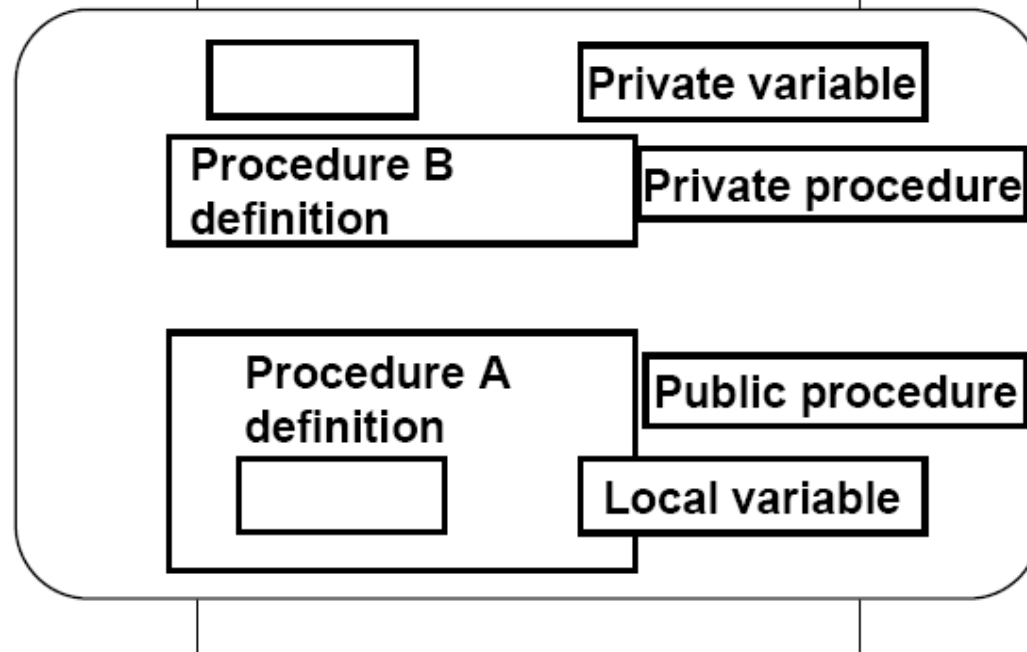 Private variable
Procedure B
definition
Private procedure
Procedure A
definition
Public procedure
Local variable